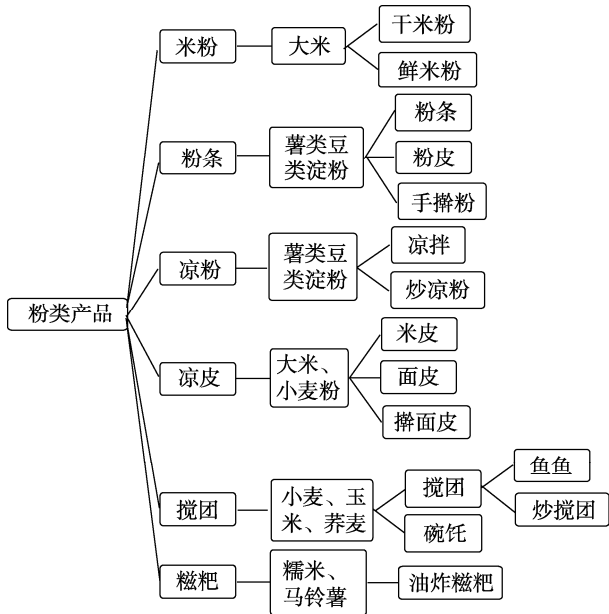 粉类产品
米粉
大米
干米粉
鲜米粉
粉条
薯类豆
类淀粉
粉条
粉皮
手擀粉
凉粉
薯类豆
类淀粉
凉拌
炒凉粉
凉皮
大米、
小麦粉
米皮
面皮
擀面皮
搅团
小麦、玉
米、荞麦
搅团
鱼鱼
炒搅团
碗饦
糍粑
糯米、
马铃薯
油炸糍粑